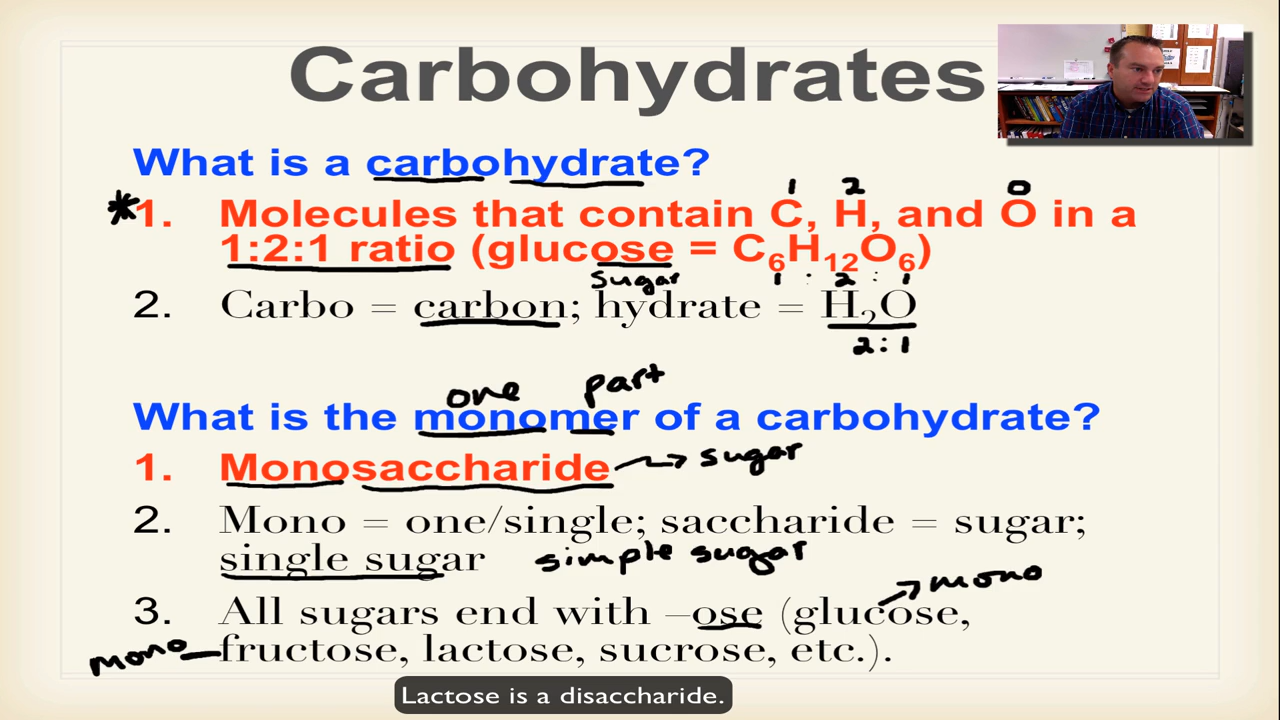 Carbohydrates
What is a carbohydrate?
1 2 0
*1. Molecules that contain C, H, and O in a
1:2:1 ratio (glucose = C₆H₁₂O₆)
sugar 1 : 2 : 1
2. Carbo = carbon; hydrate = H₂O
2:1
one part
What is the monomer of a carbohydrate?
1. Monosaccharide → sugar
2. Mono = one/single; saccharide = sugar;
single sugar simple sugar
→ mono
3. All sugars end with –ose (glucose,
mono fructose, lactose, sucrose, etc.).
Lactose is a disaccharide.